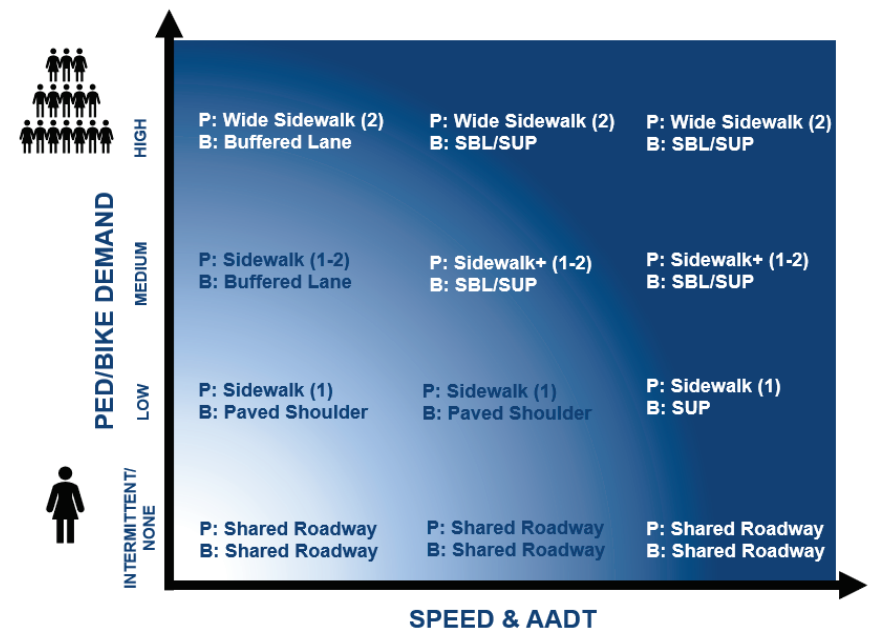 HIGH
P: Wide Sidewalk (2)
B: Buffered Lane
P: Wide Sidewalk (2)
B: SBL/SUP
P: Wide Sidewalk (2)
B: SBL/SUP
PED/BIKE DEMAND
MEDIUM
P: Sidewalk (1-2)
B: Buffered Lane
P: Sidewalk+ (1-2)
B: SBL/SUP
P: Sidewalk+ (1-2)
B: SBL/SUP
LOW
P: Sidewalk (1)
B: Paved Shoulder
P: Sidewalk (1)
B: Paved Shoulder
P: Sidewalk (1)
B: SUP
INTERMITTENT/
NONE
P: Shared Roadway
B: Shared Roadway
P: Shared Roadway
B: Shared Roadway
P: Shared Roadway
B: Shared Roadway
SPEED & AADT